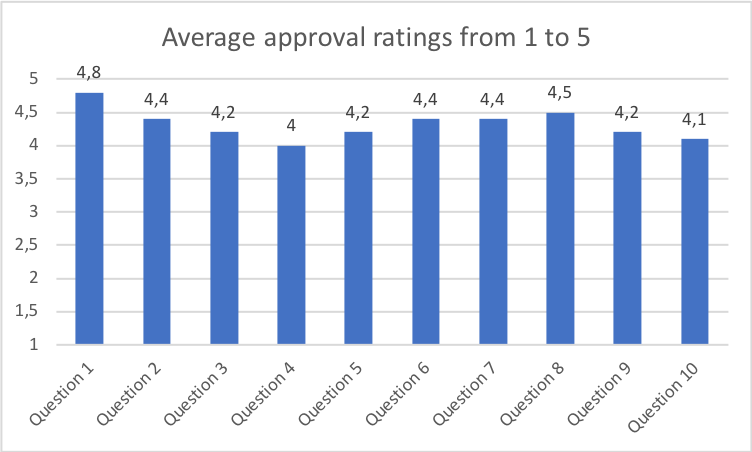 Average approval ratings from 1 to 5
5
4,5
4
3,5
3
2,5
2
1,5
1
4,8
4,4
4,2
4
4,2
4,4
4,4
4,5
4,2
4,1
Question 1
Question 2
Question 3
Question 4
Question 5
Question 6
Question 7
Question 8
Question 9
Question 10